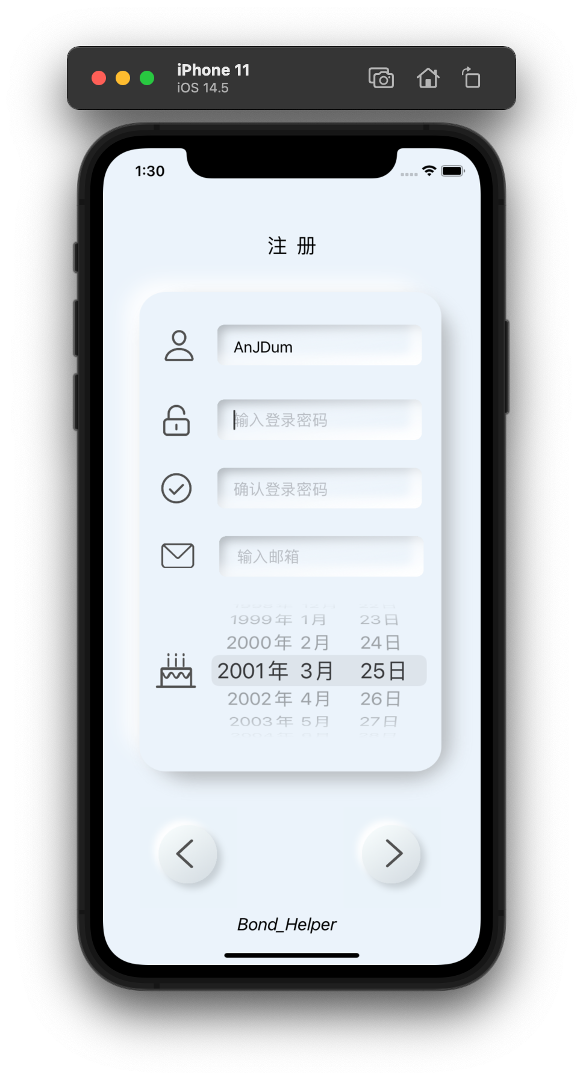 iPhone 11
iOS 14.5
1:30
注 册
AnJDum
输入登录密码
确认登录密码
输入邮箱
1999年 1月 23日
2000年 2月 24日
2001年 3月 25日
2002年 4月 26日
2003年 5月 27日
Bond_Helper